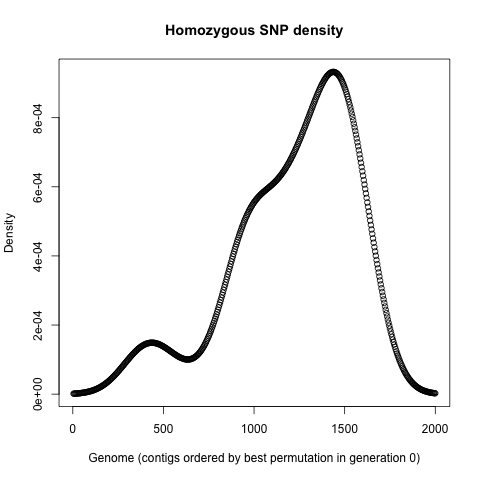 Homozygous SNP density
Density
8e-04
6e-04
4e-04
2e-04
0e+00
0 500 1000 1500 2000
Genome (contigs ordered by best permutation in generation 0)